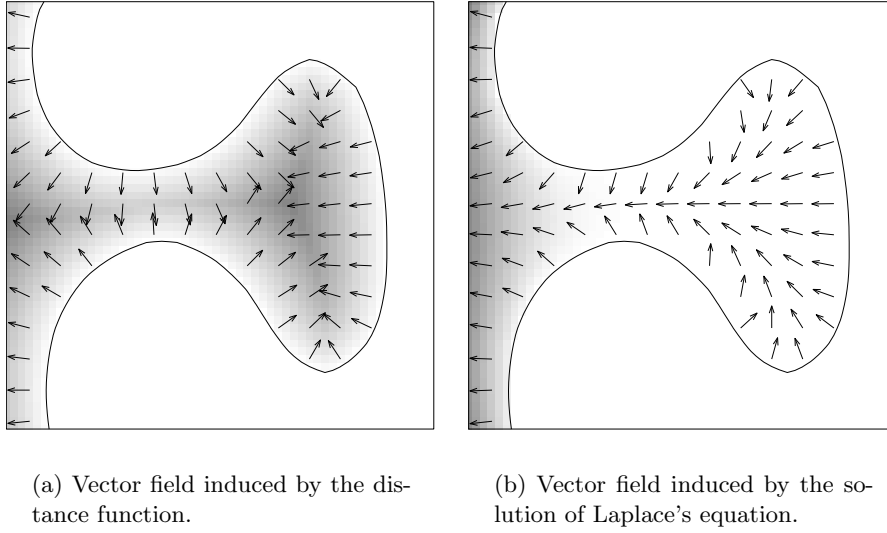 (a) Vector field induced by the dis-
tance function.
(b) Vector field induced by the so-
lution of Laplace's equation.